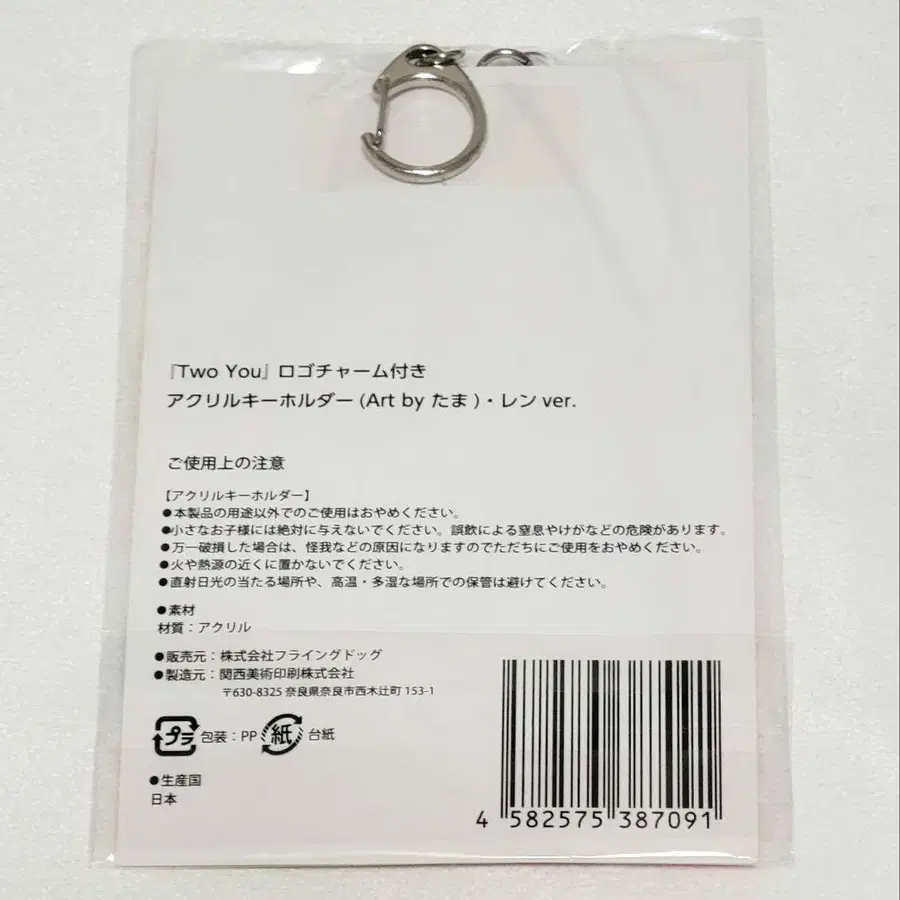 『Two You』ロゴチャーム付き
アクリルキーホルダー(Art by たま)・レン ver.
ご使用上の注意
【アクリルキーホルダー】
●本製品の用途以外でのご使用はおやめください。
●小さなお子様には絶対に与えないでください。誤飲による窒息やけがなどの危険があります。
●万一破損した場合は、怪我などの原因になりますのでただちにご使用をおやめください。
●火や熱源の近くに置かないでください。
●直射日光の当たる場所や、高温・多湿な場所での保管は避けてください。
●素材
材質：アクリル
●販売元：株式会社フライングドッグ
●製造元：関西美術印刷株式会社
〒630-8325 奈良県奈良市西木辻町 153-1
プラ 包装：PP 紙 台紙
●生産国
日本
4 582575 387091